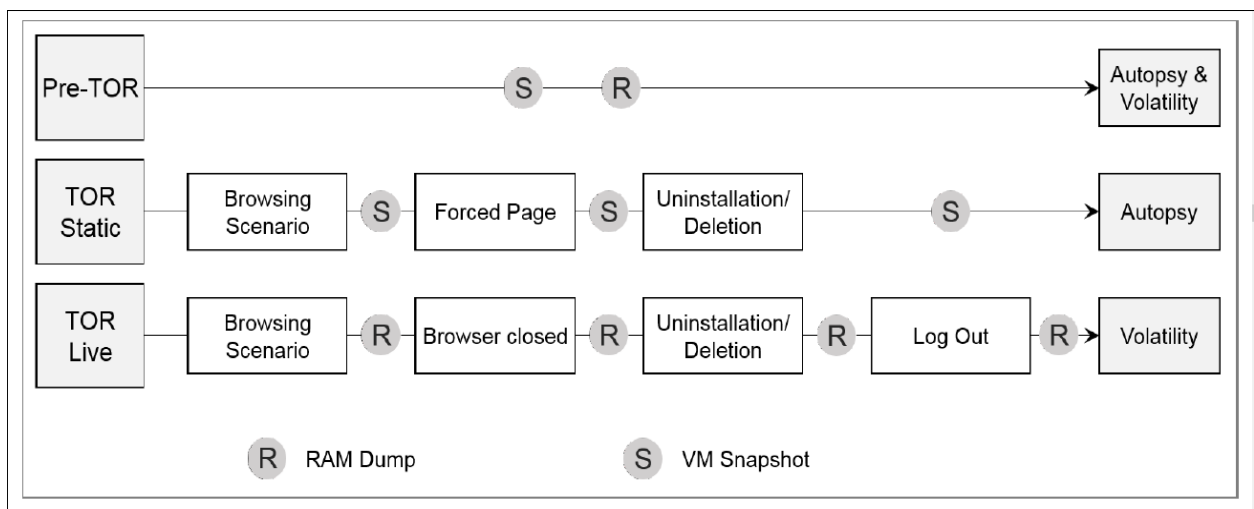 Pre-TOR
S
R
Autopsy &
Volatility
TOR
Static
Browsing
Scenario
S
Forced Page
S
Uninstallation/
Deletion
S
Autopsy
TOR
Live
Browsing
Scenario
R
Browser closed
R
Uninstallation/
Deletion
R
Log Out
R
Volatility
R RAM Dump
S VM Snapshot